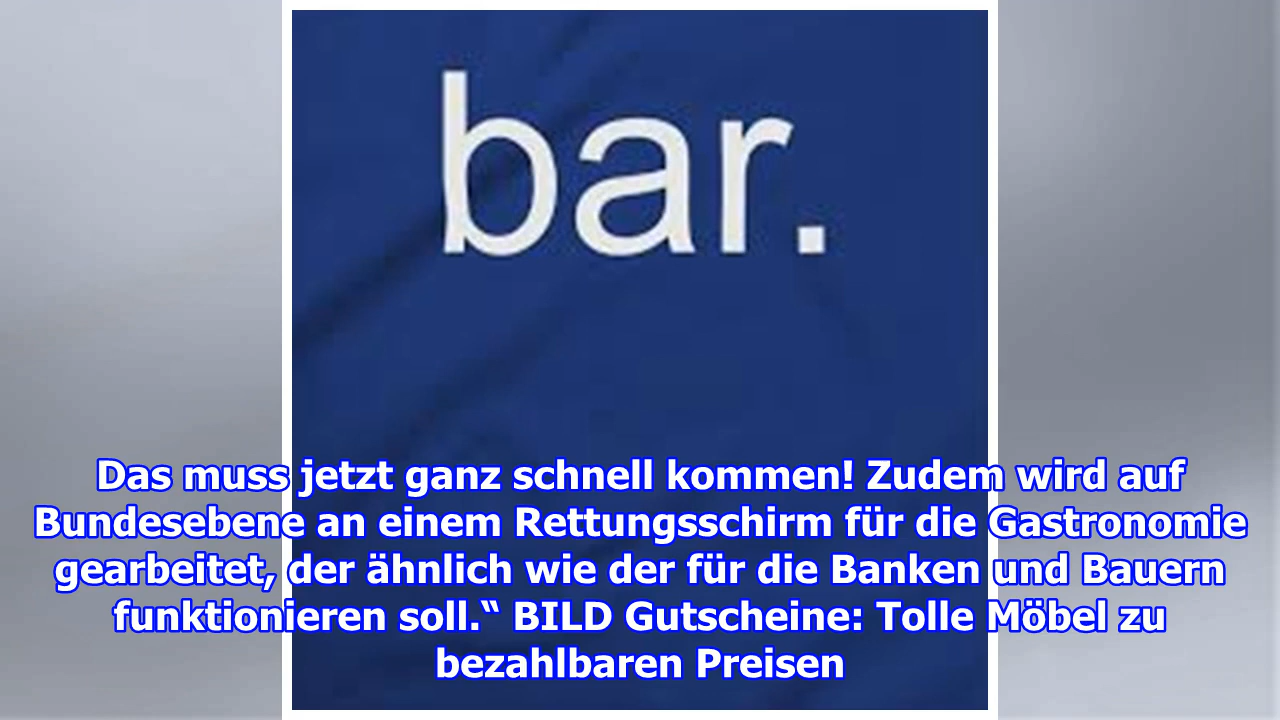 bar.
Das muss jetzt ganz schnell kommen! Zudem wird auf
Bundesebene an einem Rettungsschirm für die Gastronomie
gearbeitet, der ähnlich wie der für die Banken und Bauern
funktionieren soll.“ BILD Gutscheine: Tolle Möbel zu
bezahlbaren Preisen